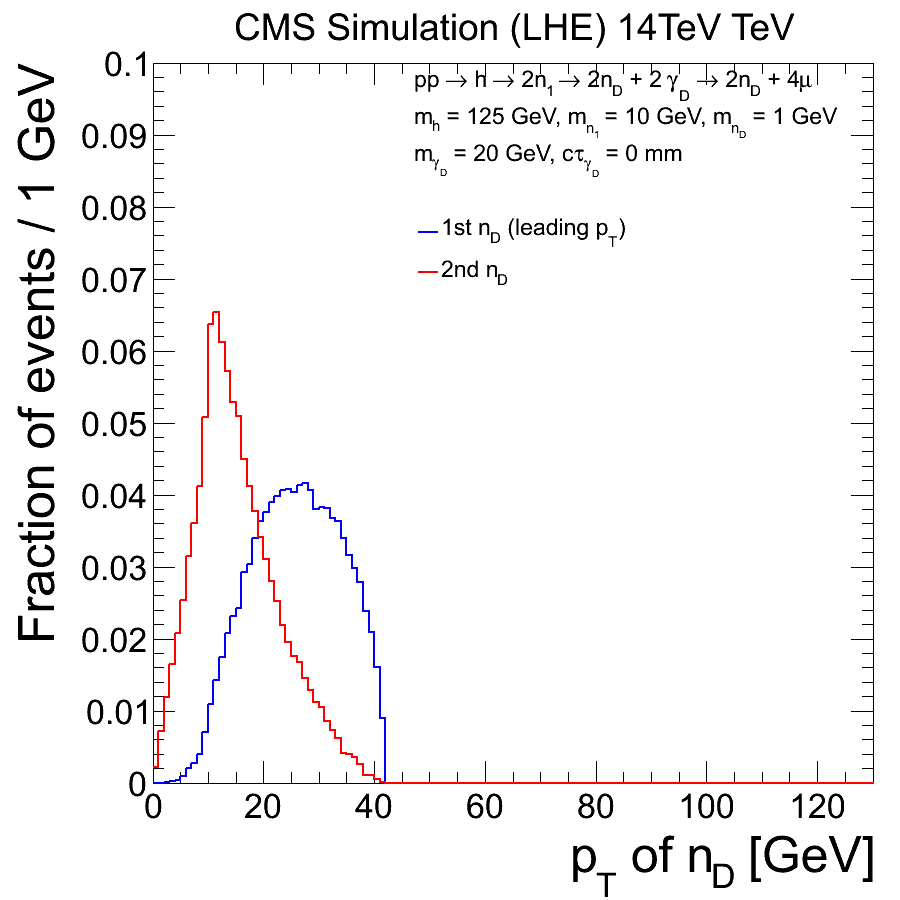 CMS Simulation (LHE) 14TeV TeV
pp → h → 2n₁ → 2n_D + 2 γ_D → 2n_D + 4μ
m_h = 125 GeV, m_n₁ = 10 GeV, m_n_D = 1 GeV
m_γ_D = 20 GeV, cτ_γ_D = 0 mm
1st n_D (leading p_T)
2nd n_D
Fraction of events / 1 GeV
0.1
0.09
0.08
0.07
0.06
0.05
0.04
0.03
0.02
0.01
0
0 20 40 60 80 100 120
p_T of n_D [GeV]